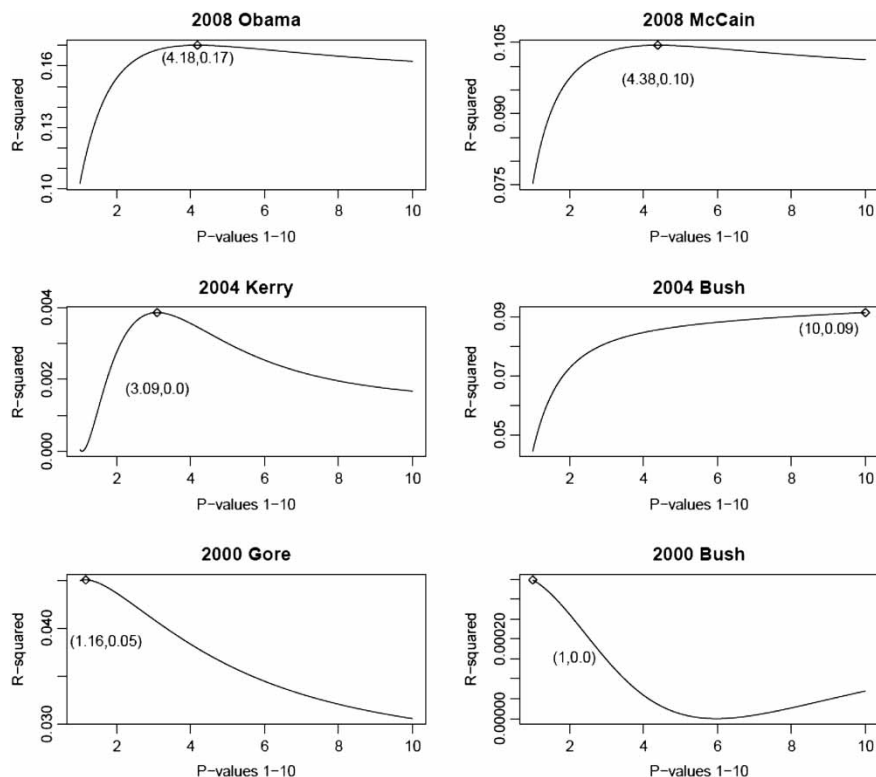 2008 Obama
R-squared
0.16
0.13
0.10
(4.18,0.17)
2 4 6 8 10
P-values 1-10
2008 McCain
R-squared
0.105
0.090
0.075
(4.38,0.10)
2 4 6 8 10
P-values 1-10
2004 Kerry
R-squared
0.004
0.002
0.000
(3.09,0.0)
2 4 6 8 10
P-values 1-10
2004 Bush
R-squared
0.09
0.07
0.05
(10,0.09)
2 4 6 8 10
P-values 1-10
2000 Gore
R-squared
0.040
0.030
(1.16,0.05)
2 4 6 8 10
P-values 1-10
2000 Bush
R-squared
0.00020
0.00000
(1,0.0)
2 4 6 8 10
P-values 1-10